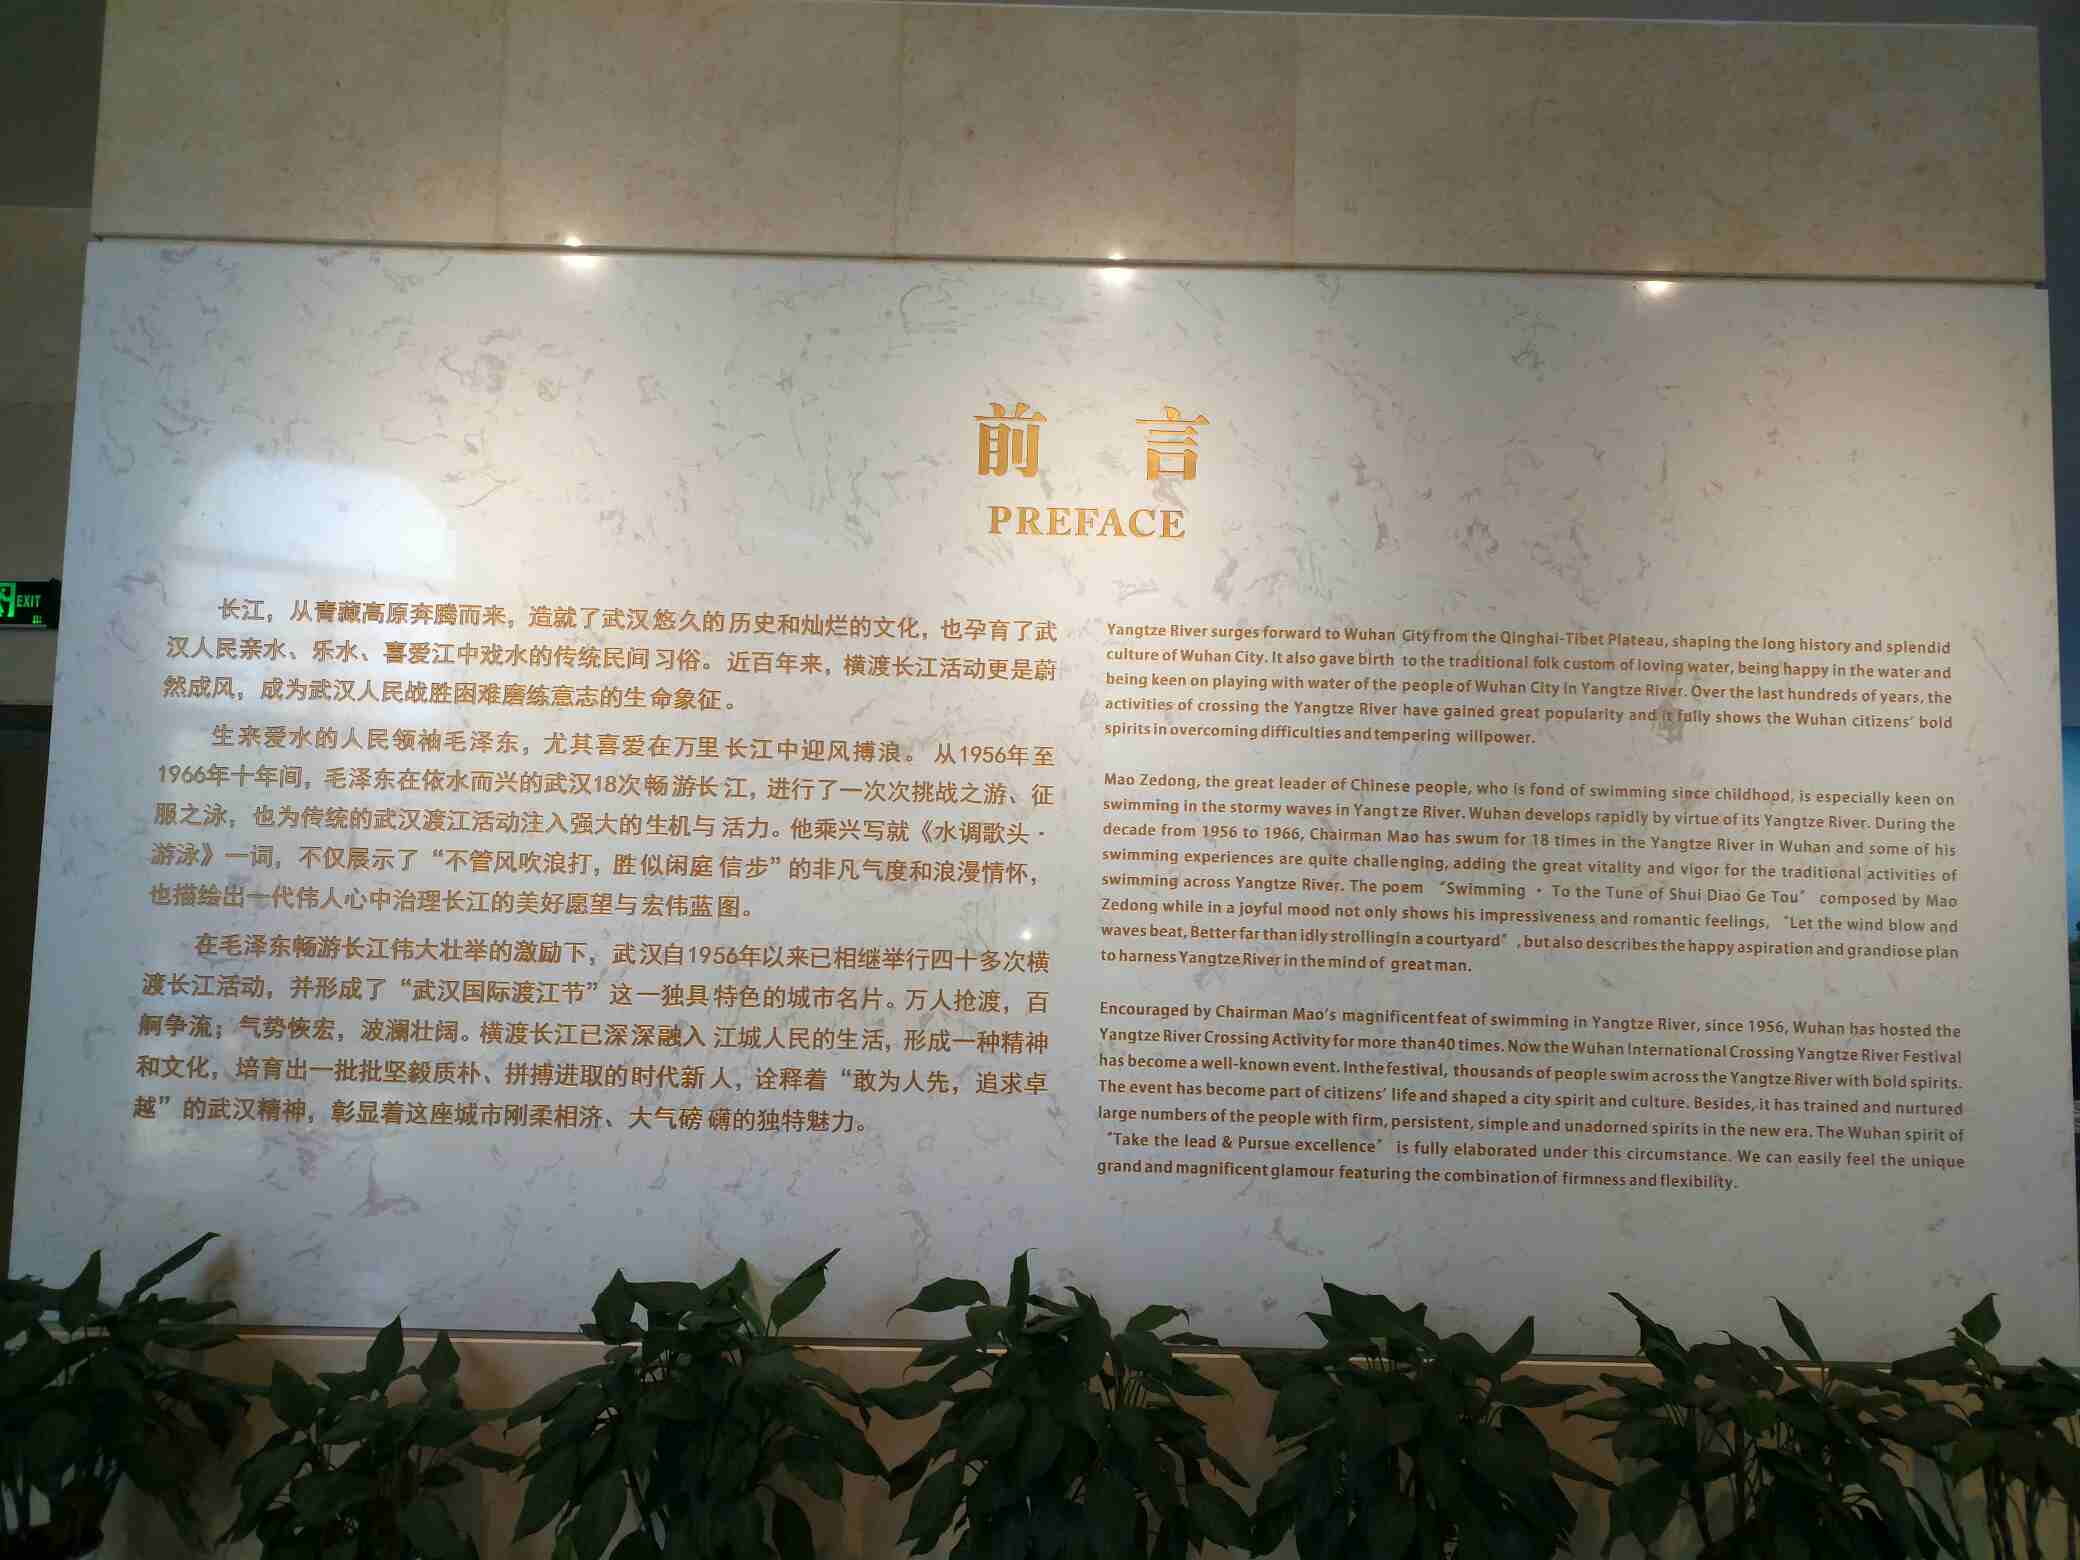 前 言
PREFACE
长江，从青藏高原奔腾而来，造就了武汉悠久的历史和灿烂的文化，也孕育了武
汉人民亲水、乐水、喜爱江中戏水的传统民间习俗。近百年来，横渡长江活动更是蔚
然成风，成为武汉人民战胜困难磨练意志的生命象征。
生来爱水的人民领袖毛泽东，尤其喜爱在万里长江中迎风搏浪。从1956年至
1966年十年间，毛泽东在依水而兴的武汉18次畅游长江，进行了一次次挑战之游、征
服之泳，也为传统的武汉渡江活动注入强大的生机与活力。他乘兴写就《水调歌头·
游泳》一词，不仅展示了“不管风吹浪打，胜似闲庭信步”的非凡气度和浪漫情怀，
也描绘出一代伟人心中治理长江的美好愿望与宏伟蓝图。
在毛泽东畅游长江伟大壮举的激励下，武汉自1956年以来已相继举行四十多次横
渡长江活动，并形成了“武汉国际渡江节”这一独具特色的城市名片。万人抢渡，百
舸争流；气势恢宏，波澜壮阔。横渡长江已深深融入江城人民的生活，形成一种精神
和文化，培育出一批批坚毅质朴、拼搏进取的时代新人，诠释着“敢为人先，追求卓
越”的武汉精神，彰显着这座城市刚柔相济、大气磅礴的独特魅力。
Yangtze River surges forward to Wuhan City from the Qinghai-Tibet Plateau, shaping the long history and splendid
culture of Wuhan City. It also gave birth to the traditional folk custom of loving water, being happy in the water and
being keen on playing with water of the people of Wuhan City in Yangtze River. Over the last hundreds of years, the
activities of crossing the Yangtze River have gained great popularity and it fully shows the Wuhan citizens' bold
spirits in overcoming difficulties and tempering willpower.
Mao Zedong, the great leader of Chinese people, who is fond of swimming since childhood, is especially keen on
swimming in the stormy waves in Yangtze River. Wuhan develops rapidly by virtue of its Yangtze River. During the
decade from 1956 to 1966, Chairman Mao has swum for 18 times in the Yangtze River in Wuhan and some of his
swimming experiences are quite challenging, adding the great vitality and vigor for the traditional activities of
swimming across Yangtze River. The poem "Swimming · To the Tune of Shui Diao Ge Tou" composed by Mao
Zedong while in a joyful mood not only shows his impressiveness and romantic feelings, "Let the wind blow and
waves beat, Better far than idly strolling in a courtyard", but also describes the happy aspiration and grandiose plan
to harness Yangtze River in the mind of great man.
Encouraged by Chairman Mao's magnificent feat of swimming in Yangtze River, since 1956, Wuhan has hosted the
Yangtze River Crossing Activity for more than 40 times. Now the Wuhan International Crossing Yangtze River Festival
has become a well-known event. In the festival, thousands of people swim across the Yangtze River with bold spirits.
The event has become part of citizens' life and shaped a city spirit and culture. Besides, it has trained and nurtured
large numbers of the people with firm, persistent, simple and unadorned spirits in the new era. The Wuhan spirit of
"Take the lead & Pursue excellence" is fully elaborated under this circumstance. We can easily feel the unique
grand and magnificent glamour featuring the combination of firmness and flexibility.
EXIT